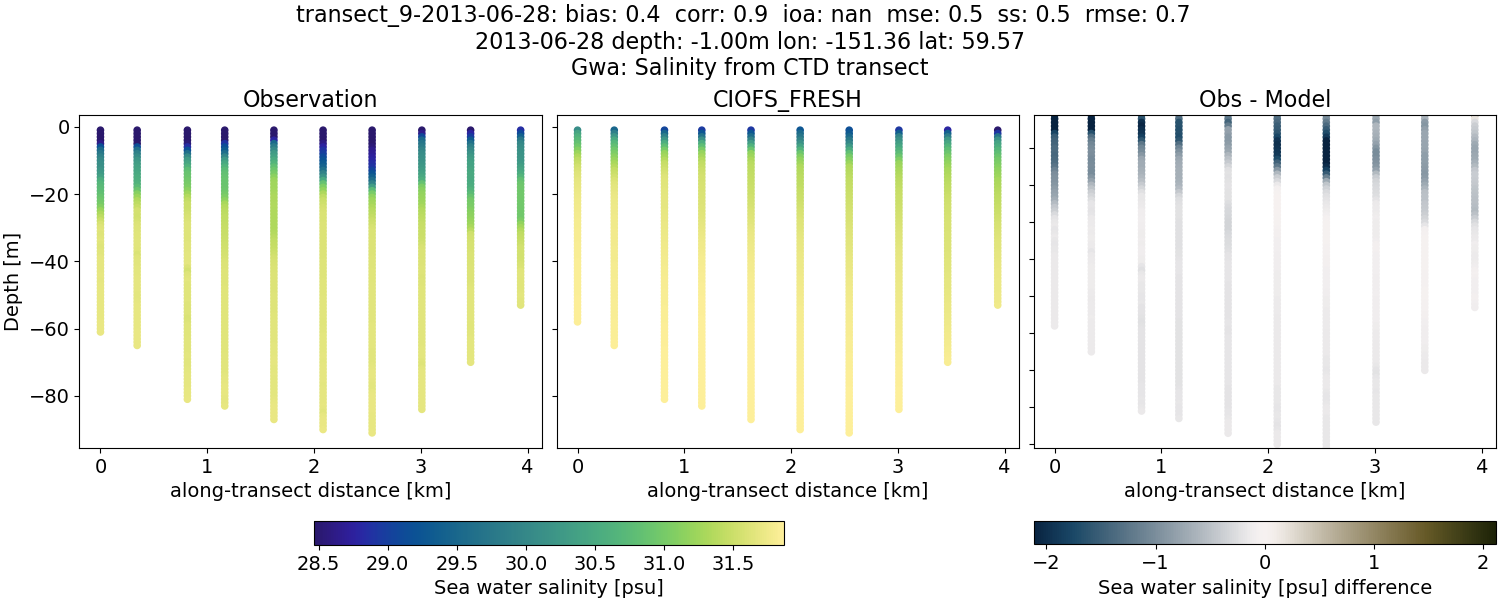 transect_9-2013-06-28: bias: 0.4  corr: 0.9  ioa: nan  mse: 0.5  ss: 0.5  rmse: 0.7
2013-06-28 depth: -1.00m lon: -151.36 lat: 59.57
Gwa: Salinity from CTD transect
Observation
CIOFS_FRESH
Obs - Model
Depth [m]
0
−20
−40
−60
−80
0 1 2 3 4
0 1 2 3 4
0 1 2 3 4
along-transect distance [km]
along-transect distance [km]
along-transect distance [km]
28.5 29.0 29.5 30.0 30.5 31.0 31.5
Sea water salinity [psu]
−2 −1 0 1 2
Sea water salinity [psu] difference